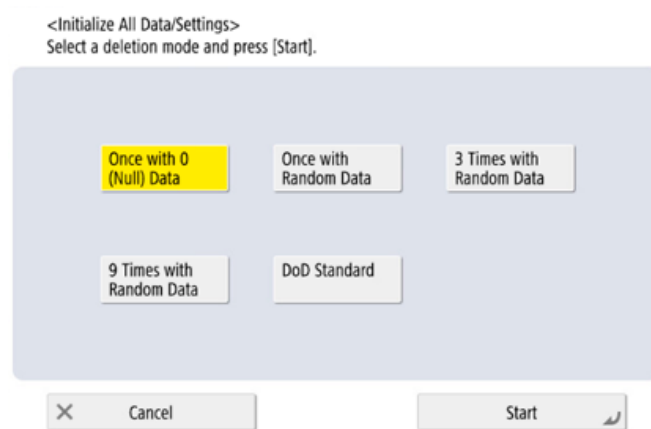 <Initialize All Data/Settings>
Select a deletion mode and press [Start].
Once with 0
(Null) Data
Once with
Random Data
3 Times with
Random Data
9 Times with
Random Data
DoD Standard
Cancel
Start